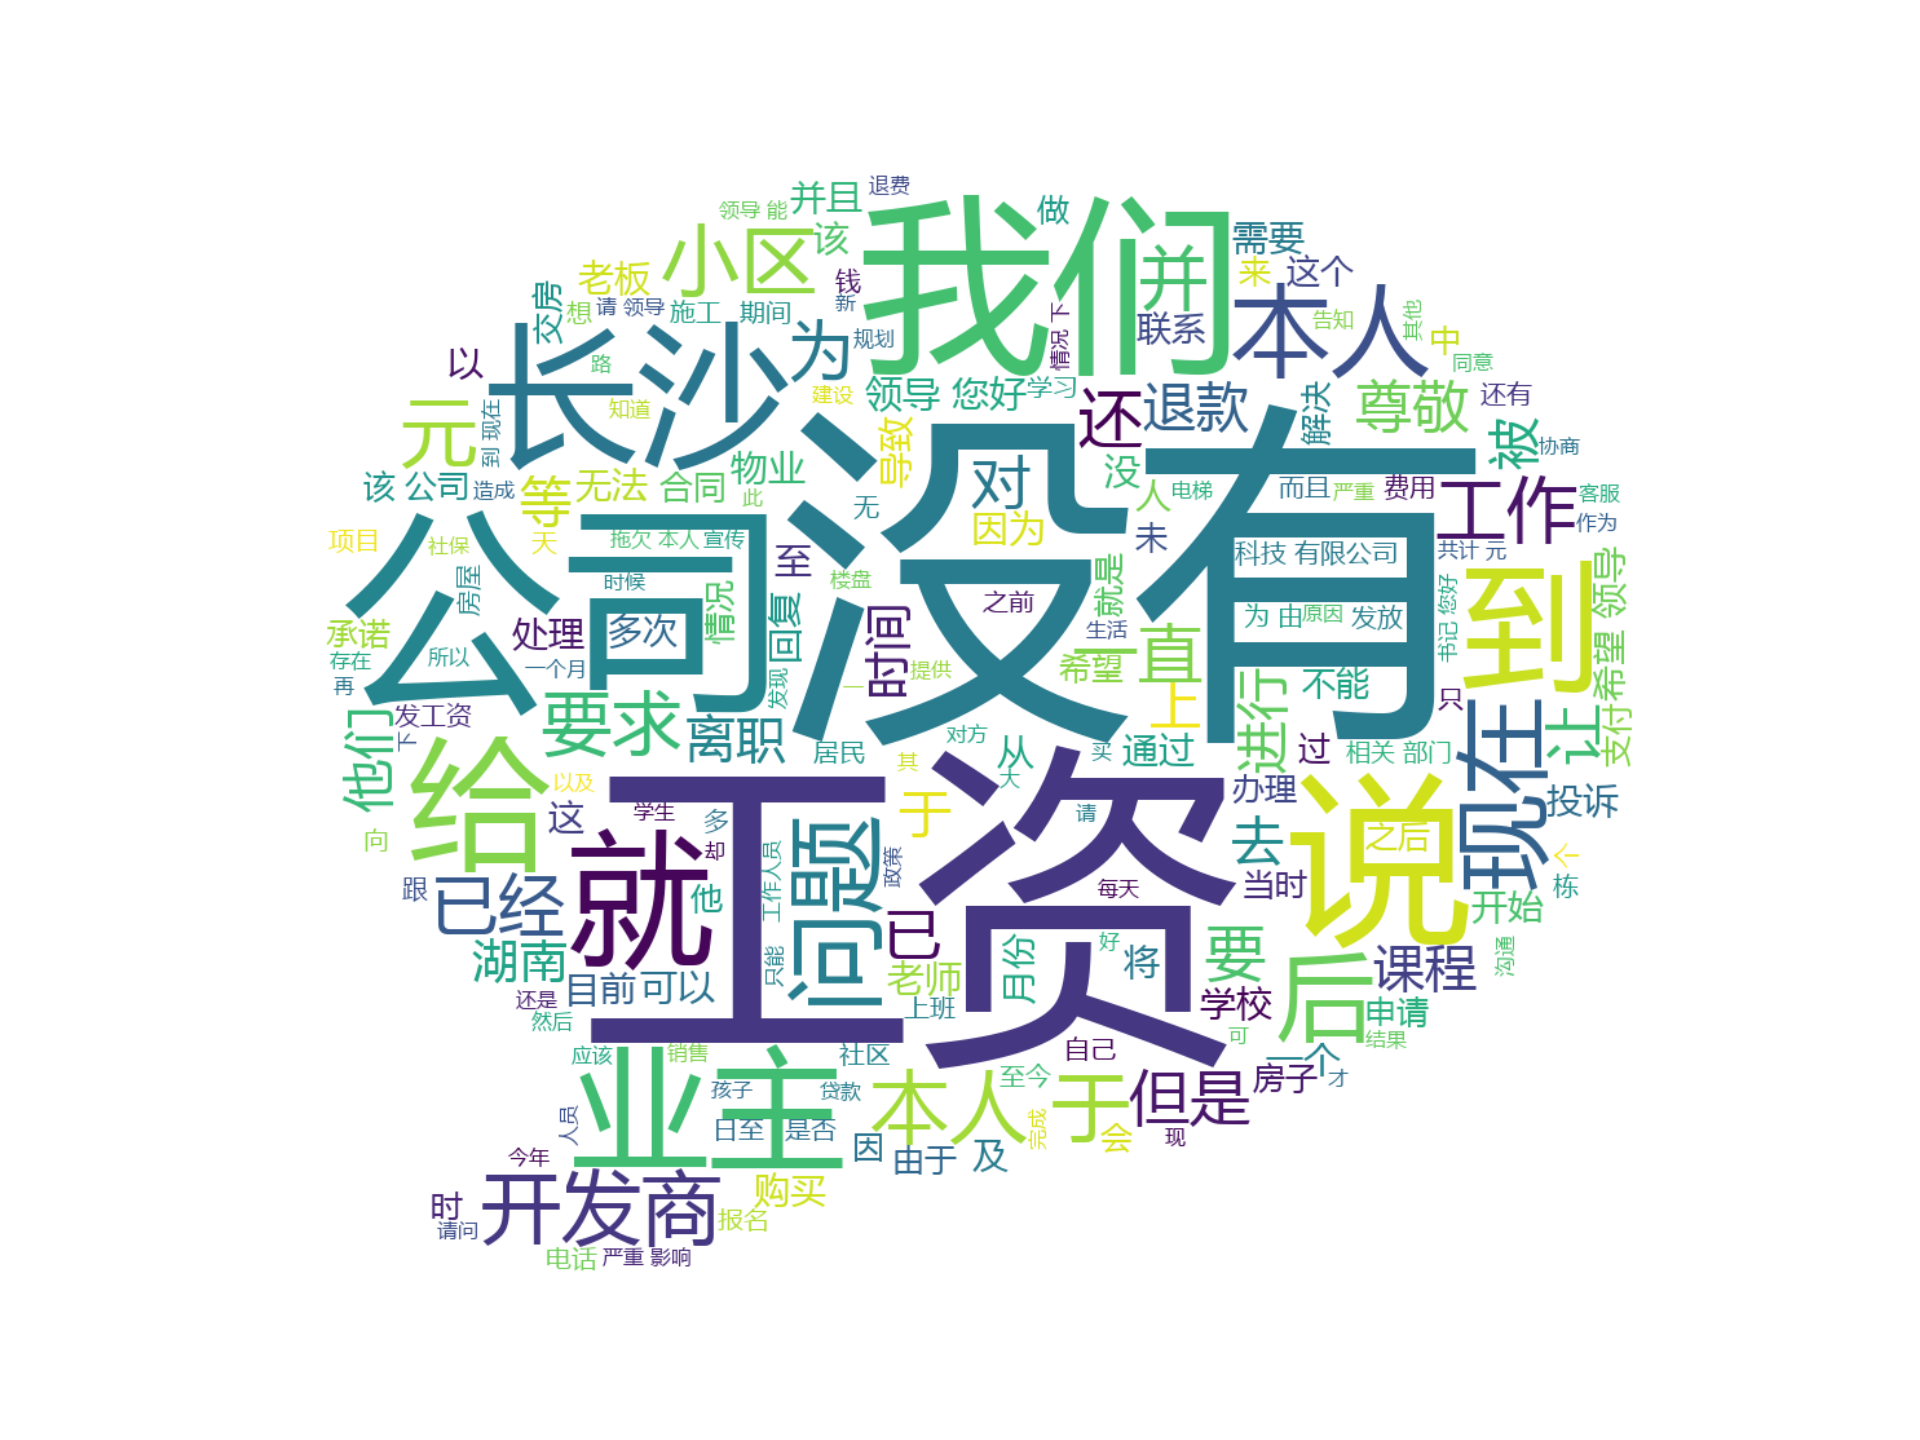 退费
领导 能
并且
做
我们
小区
该
需要
老板
钱
并
来
这个
交房
想
请 领导
施工
期间
新
本人
告知
其他
长沙
为
规划
情况 下
联系
中
以
路
同意
建设
领导 您好
学习
还
退款
尊敬
还有
元
知道
到 现在
导致
解决
被
协商
物业
没有
对
没
该 公司
造成
等
无法
合同
此
无
人
电梯
而且
严重
费用
工作
客服
因为
未
作为
项目
社保
天
拖欠 本人
宣传
公司
至
科技 有限公司
共计 元
时候
楼盘
就是
到
希望 领导
房屋
之前
书记 您好
承诺
处理
多次
情况
回复
时间
生活
为 由
原因
发放
存在
所以
一个月
发现
一
提供
希望
一直
不能
再
只
发工资
要求
上
进行
现在
让
支付
下
他们
离职
居民
对方
从
通过
过
相关 部门
给
以及
其
大
买
工资
说
这
学生
多
于
请
办理
投诉
向
就
却
问题
政策
去
之后
工作人员
每天
当时
个
跟
已经
他
栋
已
开始
湖南
只能
老师
月份
好
将
要
后
课程
沟通
还是
目前
可以
上班
学校
申请
然后
可
结果
应该
销售
社区
自己
一个
业主
孩子
贷款
本人 于
至今
但是
房子
才
人员
日至
是否
完成
会
现
今年
因
由于
及
开发商
购买
时
请问
报名
电话
严重 影响